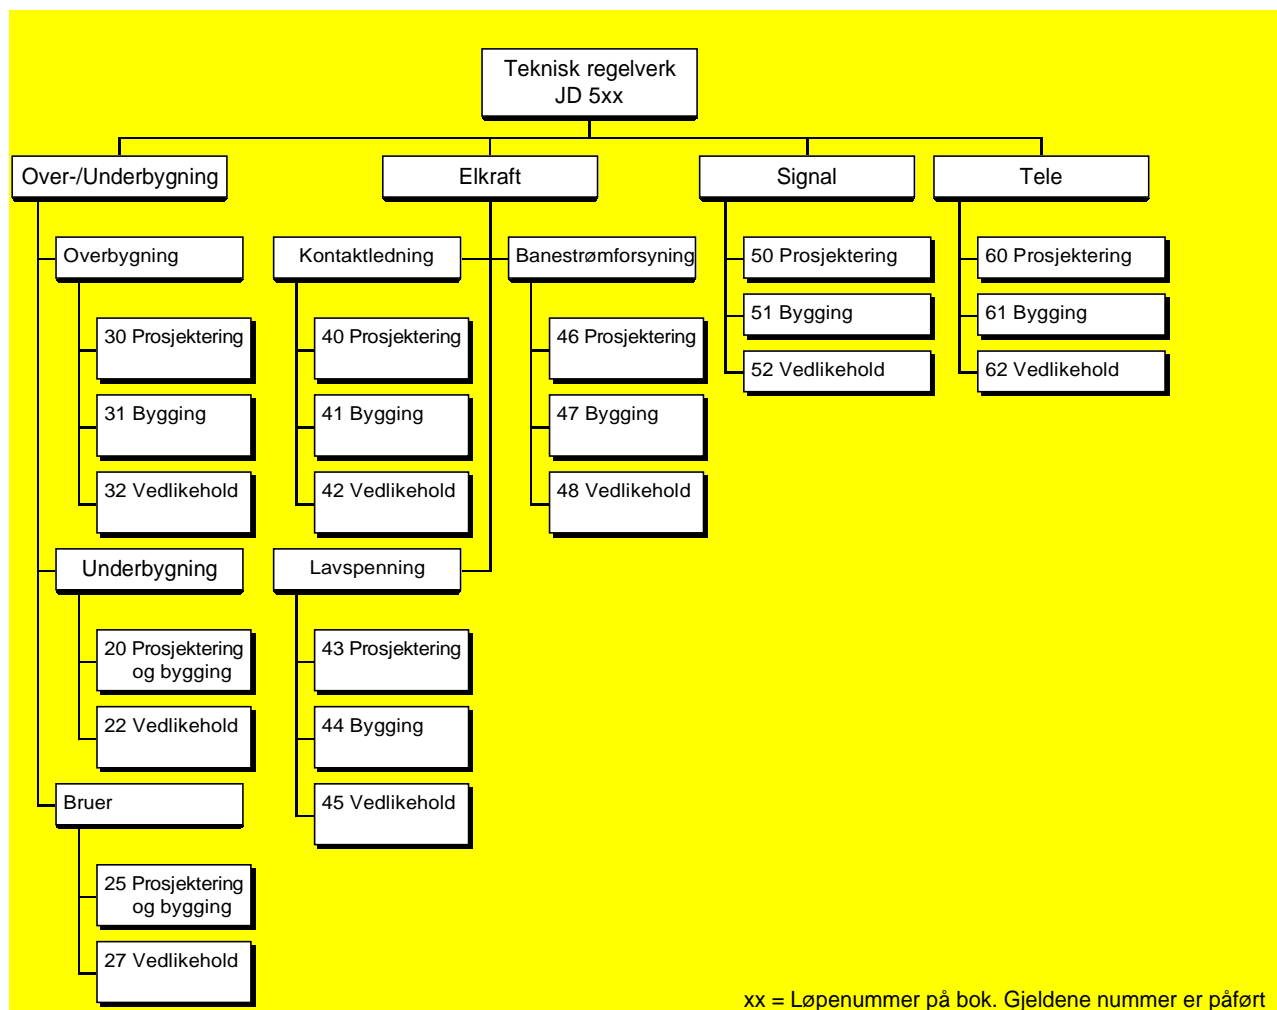 Teknisk regelverk
JD 5xx
Over-/Underbygning
Elkraft
Signal
Tele
Overbygning
30 Prosjektering
31 Bygging
32 Vedlikehold
Underbygning
20 Prosjektering
og bygging
22 Vedlikehold
Bruer
25 Prosjektering
og bygging
27 Vedlikehold
Kontaktledning
40 Prosjektering
41 Bygging
42 Vedlikehold
Lavspenning
43 Prosjektering
44 Bygging
45 Vedlikehold
Banestrømforsyning
46 Prosjektering
47 Bygging
48 Vedlikehold
50 Prosjektering
51 Bygging
52 Vedlikehold
60 Prosjektering
61 Bygging
62 Vedlikehold
xx = Løpenummer på bok. Gjeldene nummer er påført